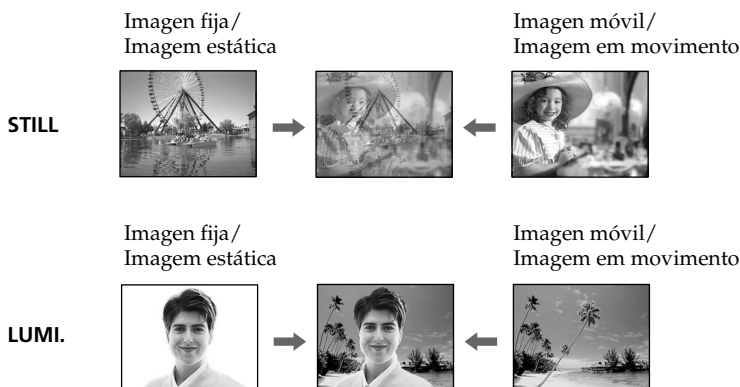 Imagen fija/
Imagem estática
Imagen móvil/
Imagem em movimento
STILL
Imagen fija/
Imagem estática
Imagen móvil/
Imagem em movimento
LUMI.